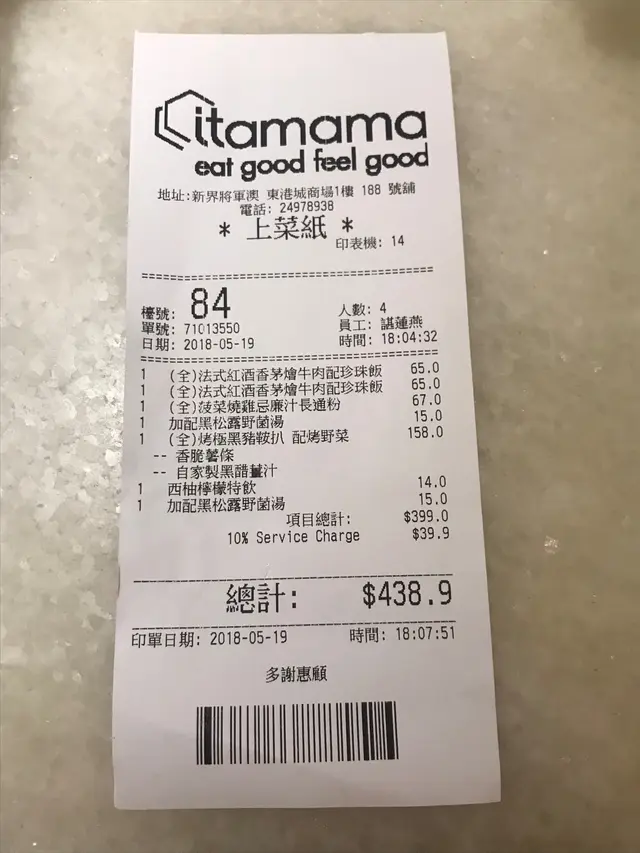 itamama
eat good feel good
地址:新界將軍澳 東港城商場1樓 188 號舖
電話: 24978938
* 上菜紙 *
印表機: 14
檯號: 84
人數: 4
單號: 71013550
員工: 諶蓮燕
日期: 2018-05-19
時間: 18:04:32
1 (全)法式紅酒香茅燴牛肉配珍珠飯 65.0
1 (全)法式紅酒香茅燴牛肉配珍珠飯 65.0
1 (全)菠菜燒雞忌廉汁長通粉 67.0
1 加配黑松露野菌湯 15.0
1 (全)烤極黑豬鞍扒 配烤野菜 158.0
-- 香脆薯條
-- 自家製黑醋薑汁
1 西柚檸檬特飲 14.0
1 加配黑松露野菌湯 15.0
項目總計: $399.0
10% Service Charge $39.9
總計: $438.9
印單日期: 2018-05-19 時間: 18:07:51
多謝惠顧